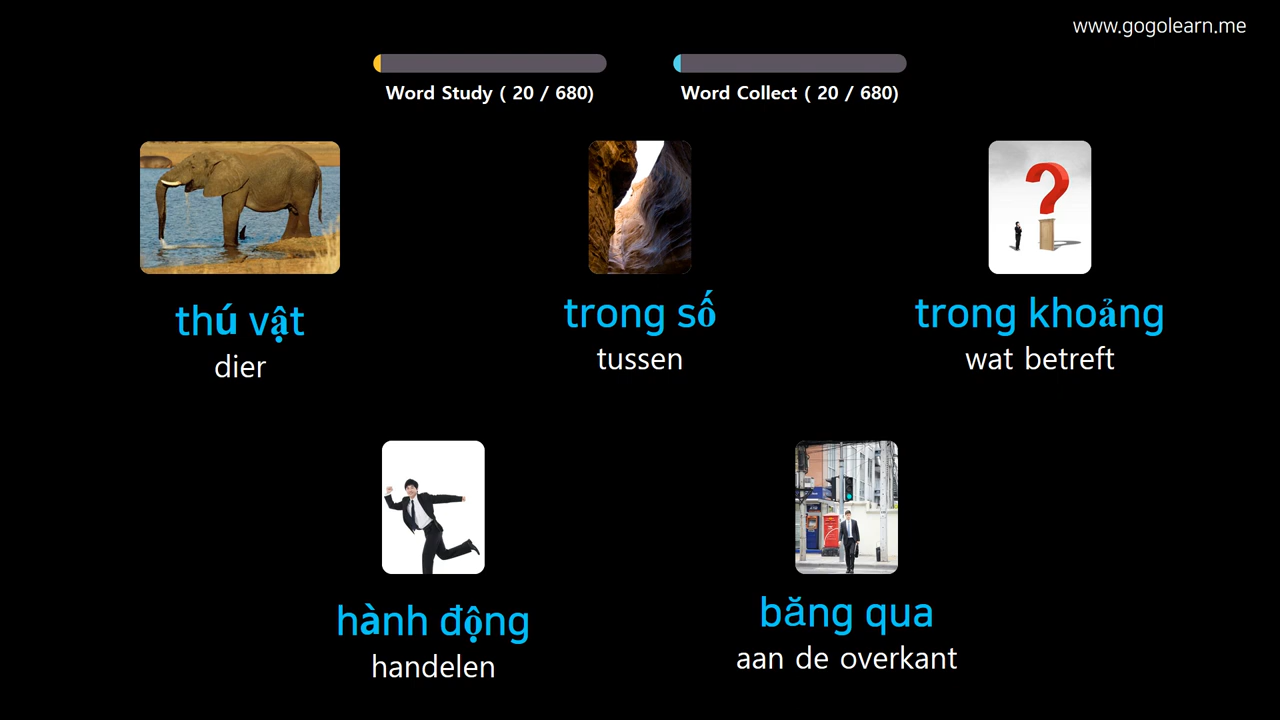 www.gogolearn.me
Word Study ( 20 / 680)
Word Collect ( 20 / 680)
thú vật
dier
trong số
tussen
trong khoảng
wat betreft
hành động
handelen
băng qua
aan de overkant